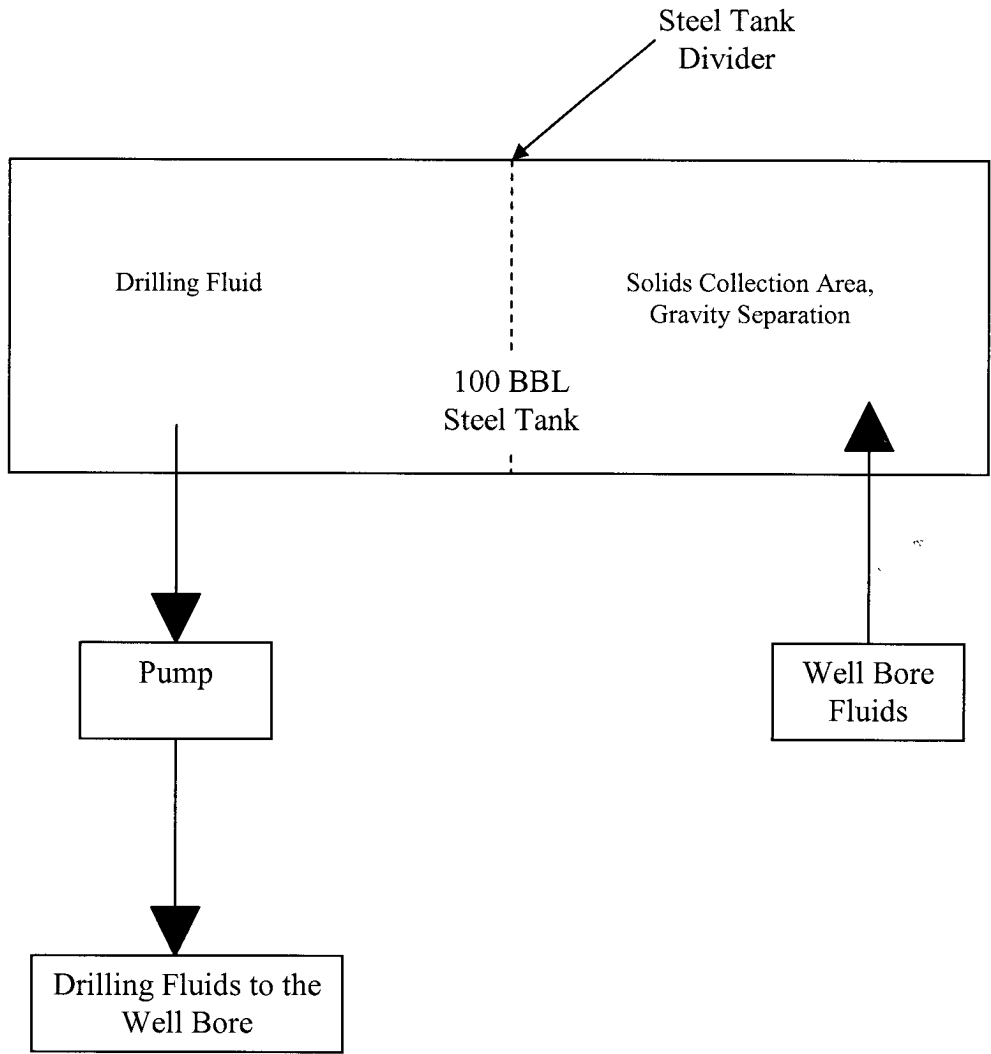 Steel Tank
Divider
Drilling Fluid
Solids Collection Area,
Gravity Separation
100 BBL
Steel Tank
Pump
Well Bore
Fluids
Drilling Fluids to the
Well Bore